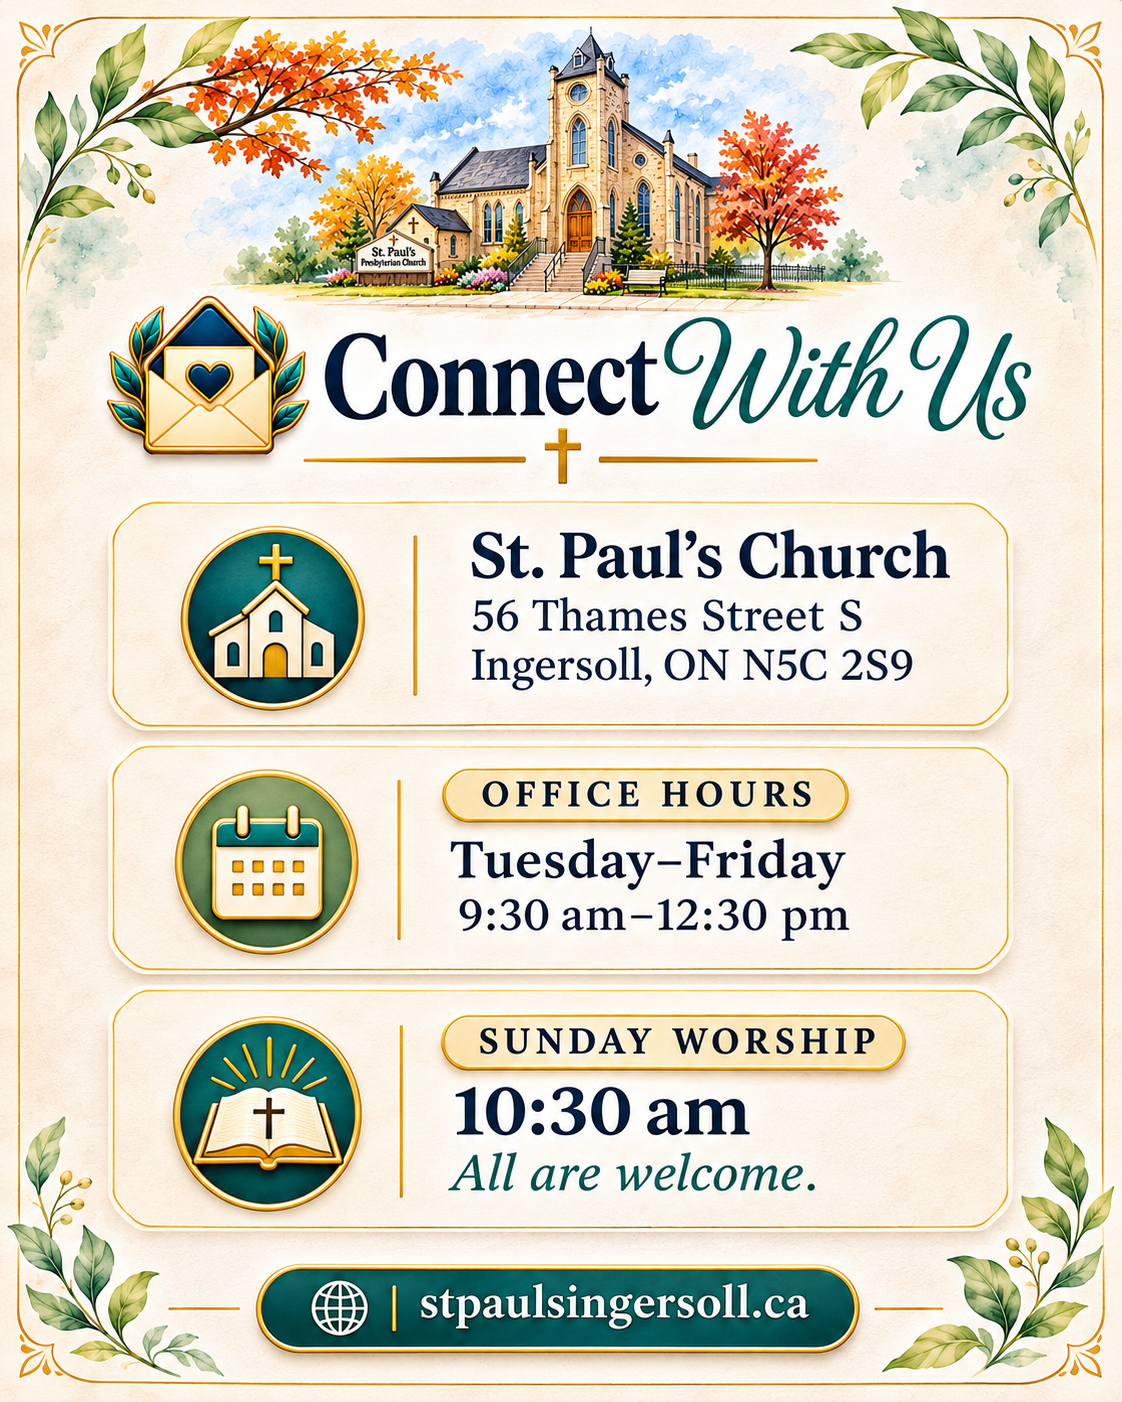 St. Paul's
Presbyterian Church
Connect With Us
St. Paul's Church
56 Thames Street S
Ingersoll, ON N5C 2S9
OFFICE HOURS
Tuesday–Friday
9:30 am–12:30 pm
SUNDAY WORSHIP
10:30 am
All are welcome.
stpaulsingersoll.ca